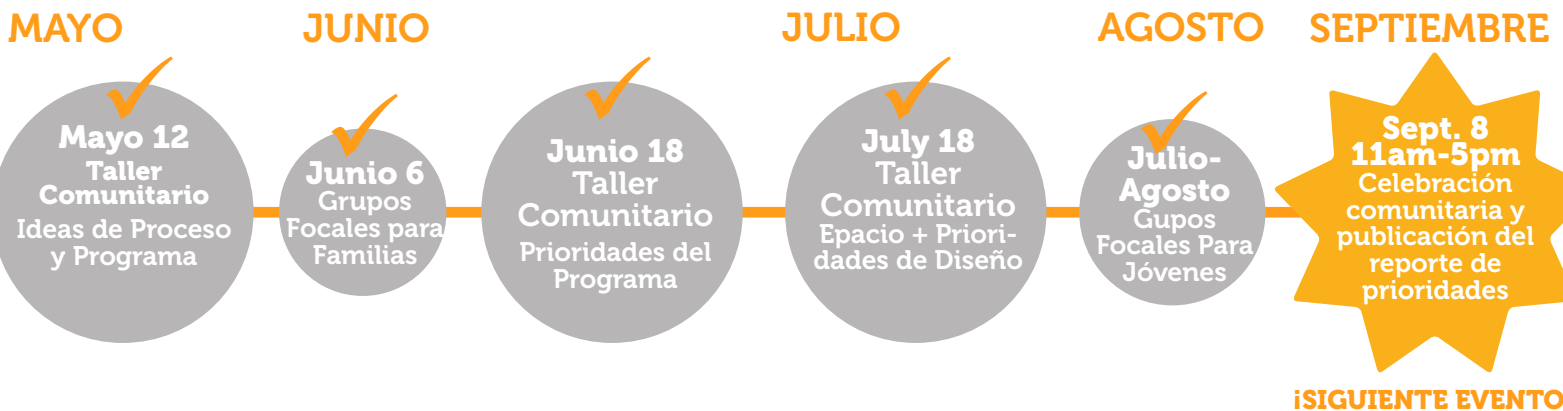 MAYO
JUNIO
JULIO
AGOSTO
SEPTIEMBRE
Mayo 12
Taller
Comunitario
Ideas de Proceso
y Programa
Junio 6
Grupos
Focales para
Familias
Junio 18
Taller
Comunitario
Prioridades del
Programa
July 18
Taller
Comunitario
Epacio + Priori-
dades de Diseño
Julio-
Agosto
Gupos
Focales Para
Jóvenes
Sept. 8
11am-5pm
Celebración
comunitaria y
publicación del
reporte de
prioridades
¡SIGUIENTE EVENTO